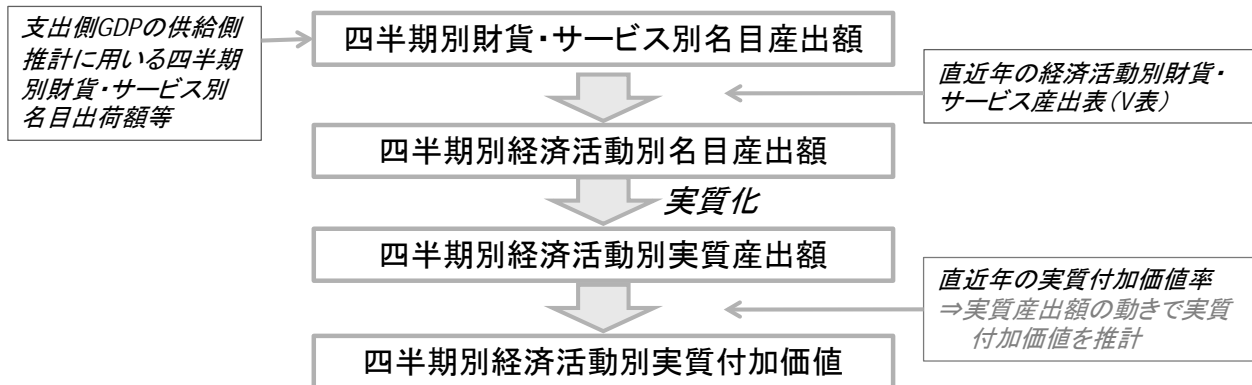 支出側GDPの供給側
推計に用いる四半期
別財貨・サービス別
名目出荷額等
四半期別財貨・サービス別名目産出額
直近年の経済活動別財貨・
サービス産出表(V表)
四半期別経済活動別名目産出額
実質化
四半期別経済活動別実質産出額
直近年の実質付加価値率
⇒実質産出額の動きで実質
付加価値を推計
四半期別経済活動別実質付加価値